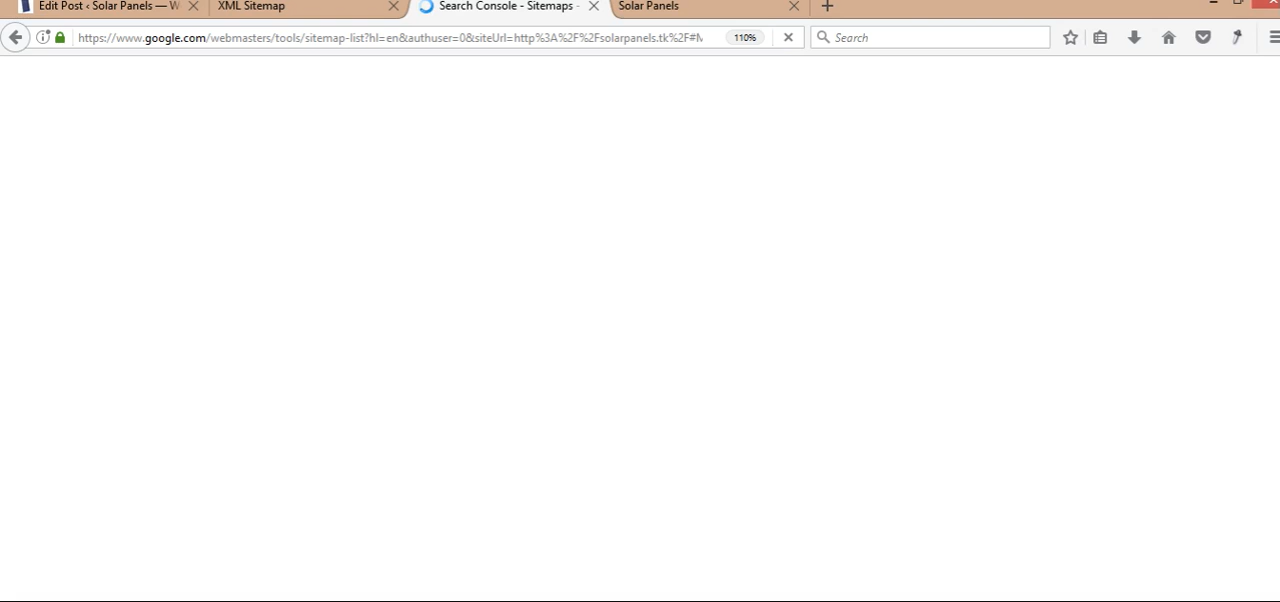 Edit Post ‹ Solar Panels — W
XML Sitemap
Search Console - Sitemaps -
Solar Panels
https://www.google.com/webmasters/tools/sitemap-list?hl=en&authuser=0&siteUrl=http%3A%2F%2Fsolarpanels.tk%2F#M
110%
Search